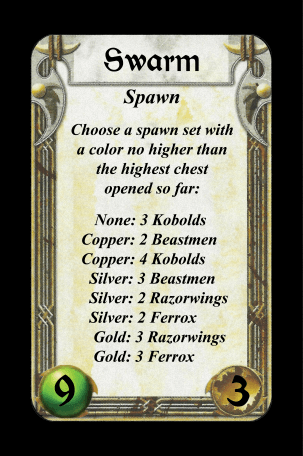 Swarm
Spawn
Choose a spawn set with
a color no higher than
the highest chest
opened so far:
None: 3 Kobolds
Copper: 2 Beastmen
Copper: 4 Kobolds
Silver: 3 Beastmen
Silver: 2 Razorwings
Silver: 2 Ferrox
Gold: 3 Razorwings
Gold: 3 Ferrox
9
3